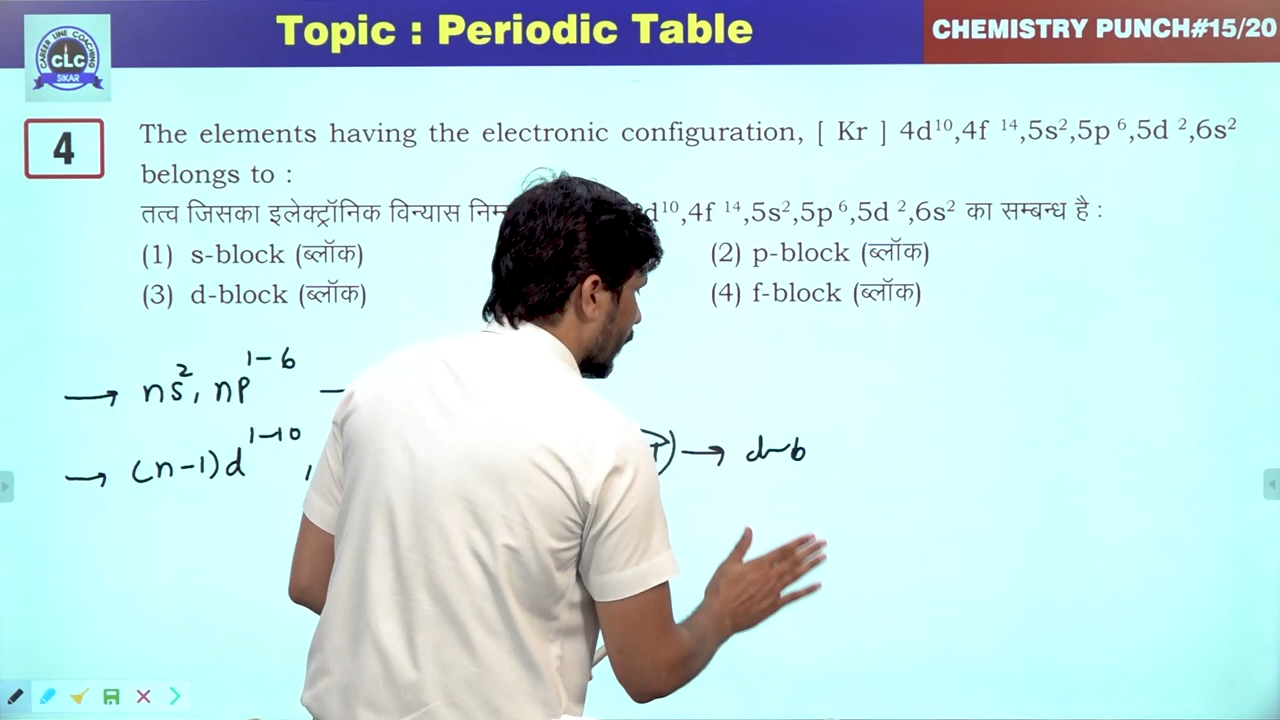 Topic : Periodic Table
CHEMISTRY PUNCH#15/20
CAREER LINE COACHING
CLC
SIKAR
4
The elements having the electronic configuration, [ Kr ] 4d¹⁰,4f ¹⁴,5s²,5p ⁶,5d ²,6s²
belongs to :
तत्व जिसका इलेक्ट्रॉनिक विन्यास d¹⁰,4f ¹⁴,5s²,5p ⁶,5d ²,6s² का सम्बन्ध है :
(1) s-block (ब्लॉक)
(2) p-block (ब्लॉक)
(3) d-block (ब्लॉक)
(4) f-block (ब्लॉक)
→ ns², np¹⁻⁶ –
→ (n-1)d¹⁻¹⁰, ) → d-b